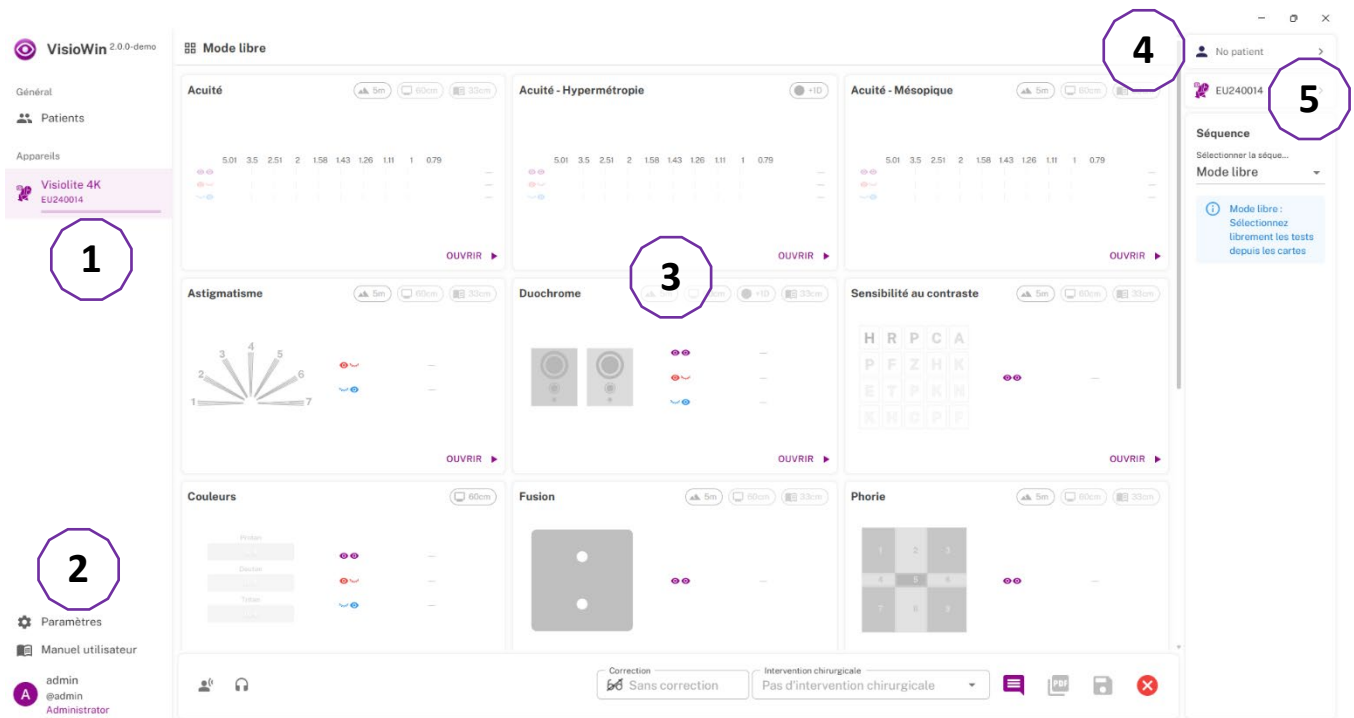 VisioWin 2.0.0-demo
Général
Patients
Appareils
Visiolite 4K
EU240014
1
2
Paramètres
Manuel utilisateur
A
admin
@admin
Administrator
Mode libre
Acuité
5m
60cm
33cm
5.01 3.5 2.51 2 1.58 1.43 1.26 1.11 1 0.79
OUVRIR
Acuité - Hypermétropie
+1D
5.01 3.5 2.51 2 1.58 1.43 1.26 1.11 1 0.79
OUVRIR
Acuité - Mésopique
5m
60cm
5.01 3.5 2.51 2 1.58 1.43 1.26 1.11 1 0.79
OUVRIR
3
Astigmatisme
5m
60cm
33cm
1 2 3 4 5 6 7
OUVRIR
Duochrome
+1D
33cm
OUVRIR
Sensibilité au contraste
5m
60cm
33cm
H R P C A
P F Z H K
E T P K N
OUVRIR
Couleurs
60cm
Fusion
5m
60cm
33cm
Phorie
5m
60cm
33cm
1 2 3
4 5 6
7 8 9
Correction
Sans correction
Intervention chirurgicale
Pas d'intervention chirurgicale
PDF
4
No patient
EU240014
5
Séquence
Sélectionner la séque...
Mode libre
Mode libre :
Sélectionnez
librement les tests
depuis les cartes